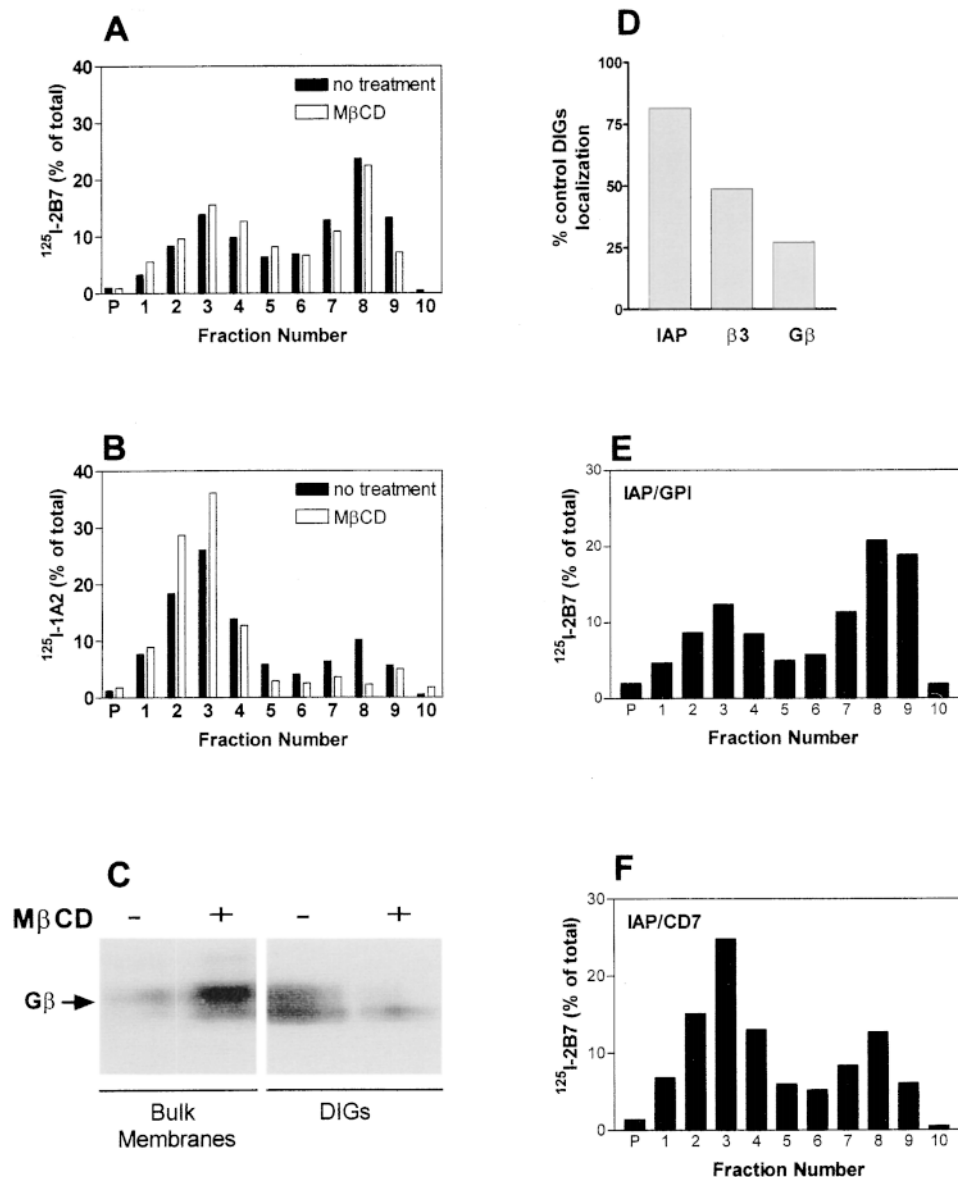 A
40
30
20
10
0
¹²⁵I-2B7 (% of total)
no treatment
MβCD
P 1 2 3 4 5 6 7 8 9 10
Fraction Number
B
40
30
20
10
0
¹²⁵I-1A2 (% of total)
no treatment
MβCD
P 1 2 3 4 5 6 7 8 9 10
Fraction Number
C
MβCD - + - +
Gβ
Bulk
Membranes
DIGs
D
100
75
50
25
0
% control DIGs
localization
IAP β3 Gβ
E
30
20
10
0
¹²⁵I-2B7 (% of total)
IAP/GPI
P 1 2 3 4 5 6 7 8 9 10
Fraction Number
F
30
20
10
0
¹²⁵I-2B7 (% of total)
IAP/CD7
P 1 2 3 4 5 6 7 8 9 10
Fraction Number